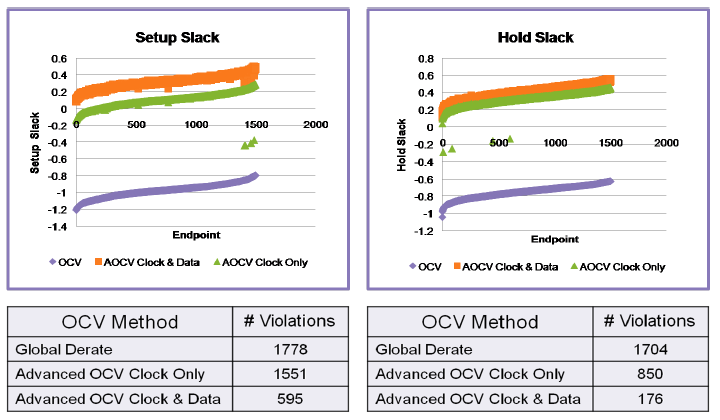 Setup Slack
0.6
0.4
0.2
0
-0.2
-0.4
-0.6
-0.8
-1
-1.2
-1.4
0 500 1000 1500 2000
Setup Slack
Endpoint
OCV AOCV Clock & Data AOCV Clock Only
Hold Slack
0.8
0.6
0.4
0.2
0
-0.2
-0.4
-0.6
-0.8
-1
-1.2
0 500 1000 1500 2000
Hold Slack
Endpoint
OCV AOCV Clock & Data AOCV Clock Only
OCV Method # Violations
Global Derate 1778
Advanced OCV Clock Only 1551
Advanced OCV Clock & Data 595
OCV Method # Violations
Global Derate 1704
Advanced OCV Clock Only 850
Advanced OCV Clock & Data 176